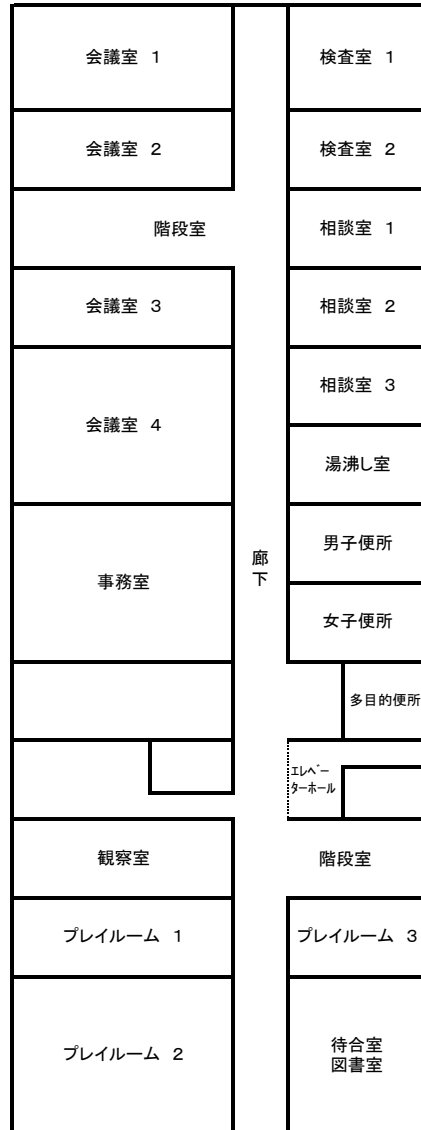 会議室 1
検査室 1
会議室 2
検査室 2
階段室
相談室 1
会議室 3
相談室 2
会議室 4
相談室 3
湯沸し室
廊
下
男子便所
事務室
女子便所
多目的便所
エレベー
ターホール
観察室
階段室
プレイルーム 1
プレイルーム 3
プレイルーム 2
待合室
図書室